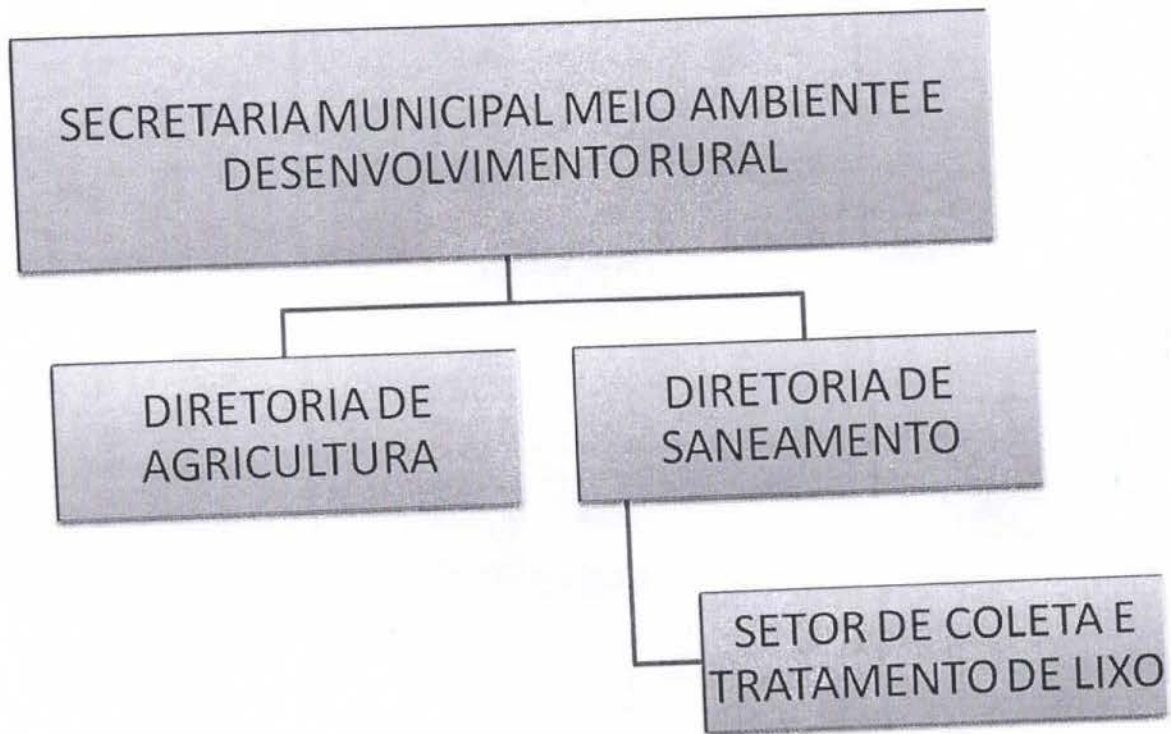 SECRETARIA MUNICIPAL MEIO AMBIENTE E
DESENVOLVIMENTO RURAL
DIRETORIA DE
AGRICULTURA
DIRETORIA DE
SANEAMENTO
SETOR DE COLETA E
TRATAMENTO DE LIXO